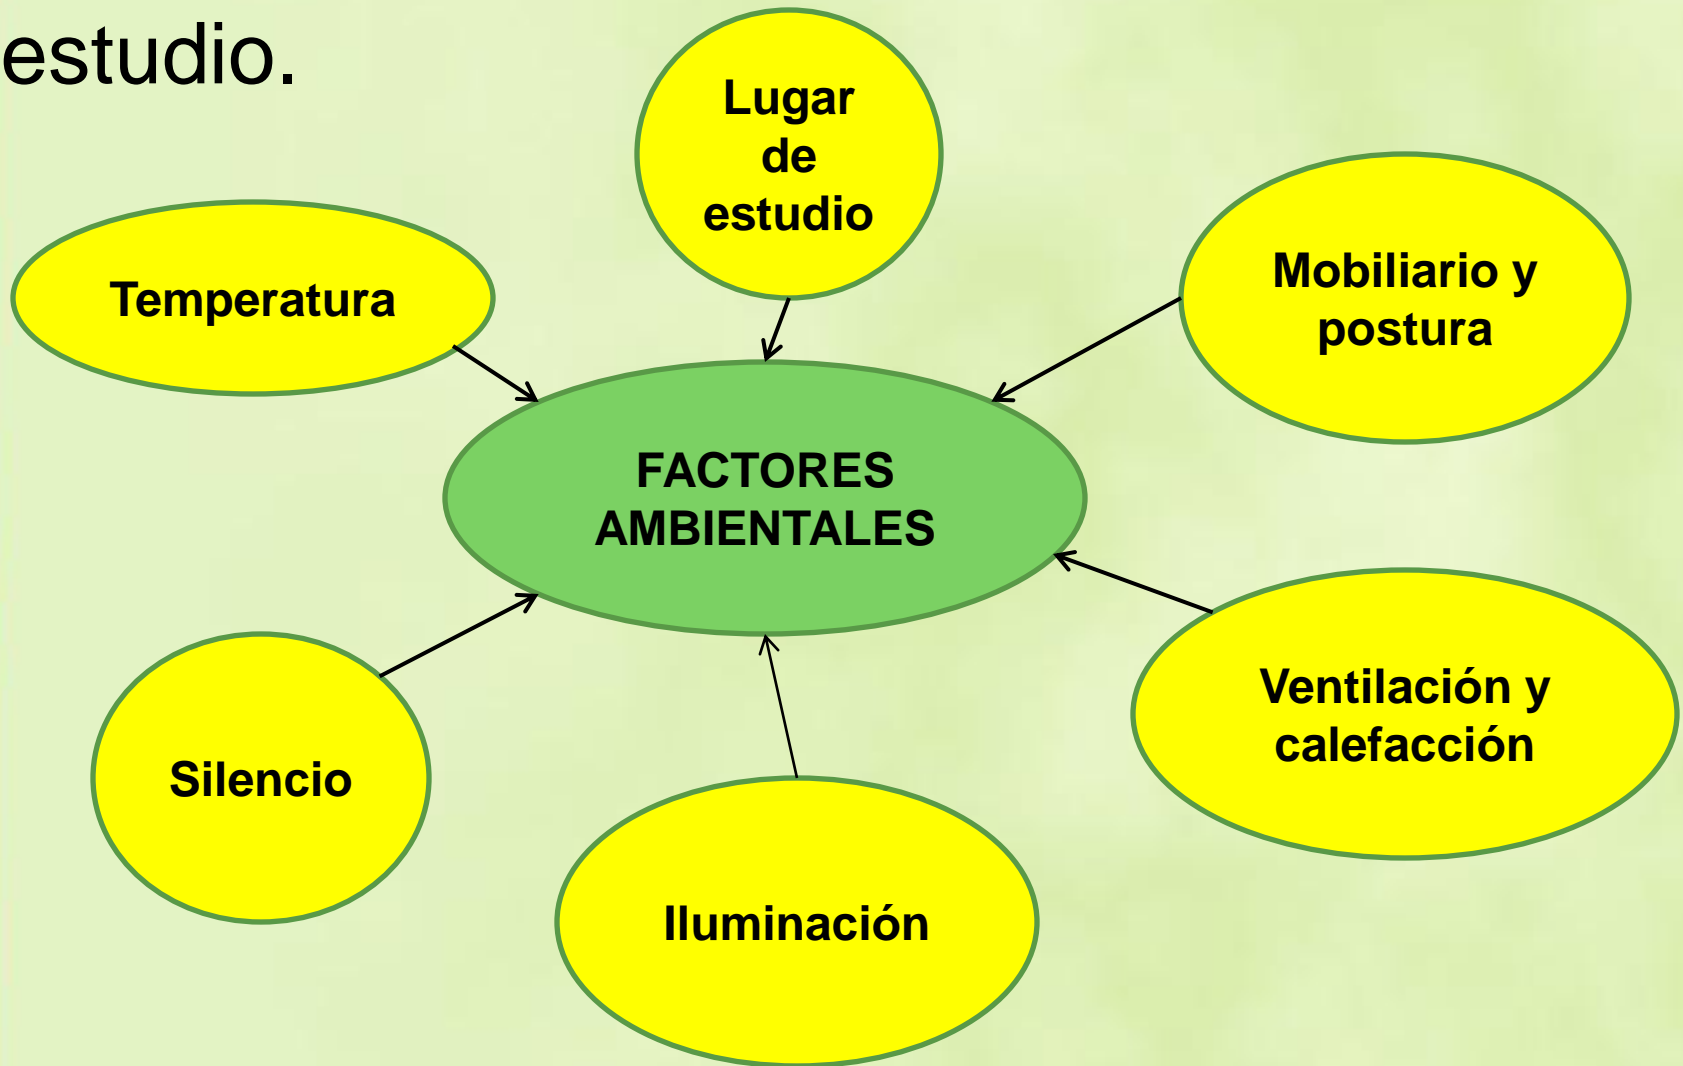 estudio.
Lugar
de
estudio
Temperatura
Mobiliario y
postura
FACTORES
AMBIENTALES
Ventilación y
calefacción
Silencio
Iluminación